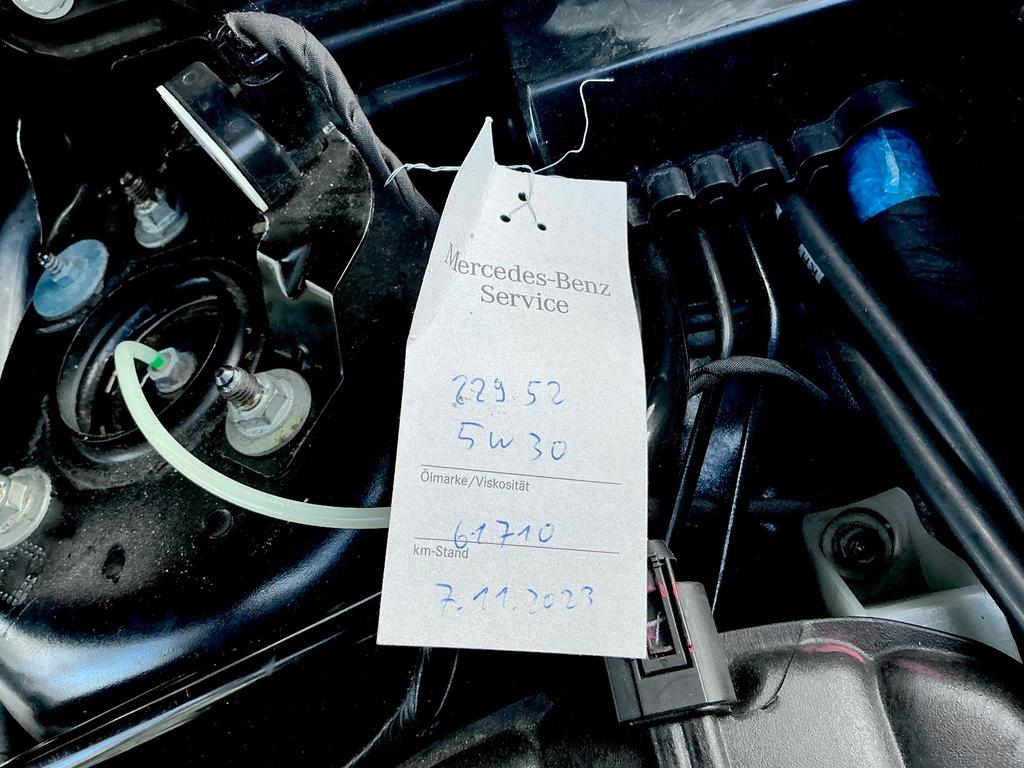 Mercedes-Benz
Service
229.52
5W30
Ölmarke/Viskosität
61710
km-Stand
7.11.2023